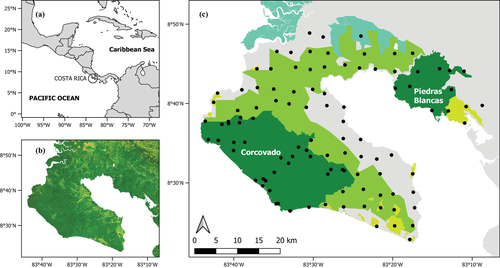 (a)
25°N
20°N
15°N
10°N
5°N
0°
Caribbean Sea
COSTA RICA
PACIFIC OCEAN
100°W 95°W 90°W 85°W 80°W 75°W 70°W
(b)
8°50'
8°40'
8°30'
83°40' 83°30' 83°20' 83°10'
(c)
8°50'
8°40'
8°30'
Piedras
Blancas
Corcovado
0 5 10 15 20 km
83°40' 83°30' 83°20' 83°10'